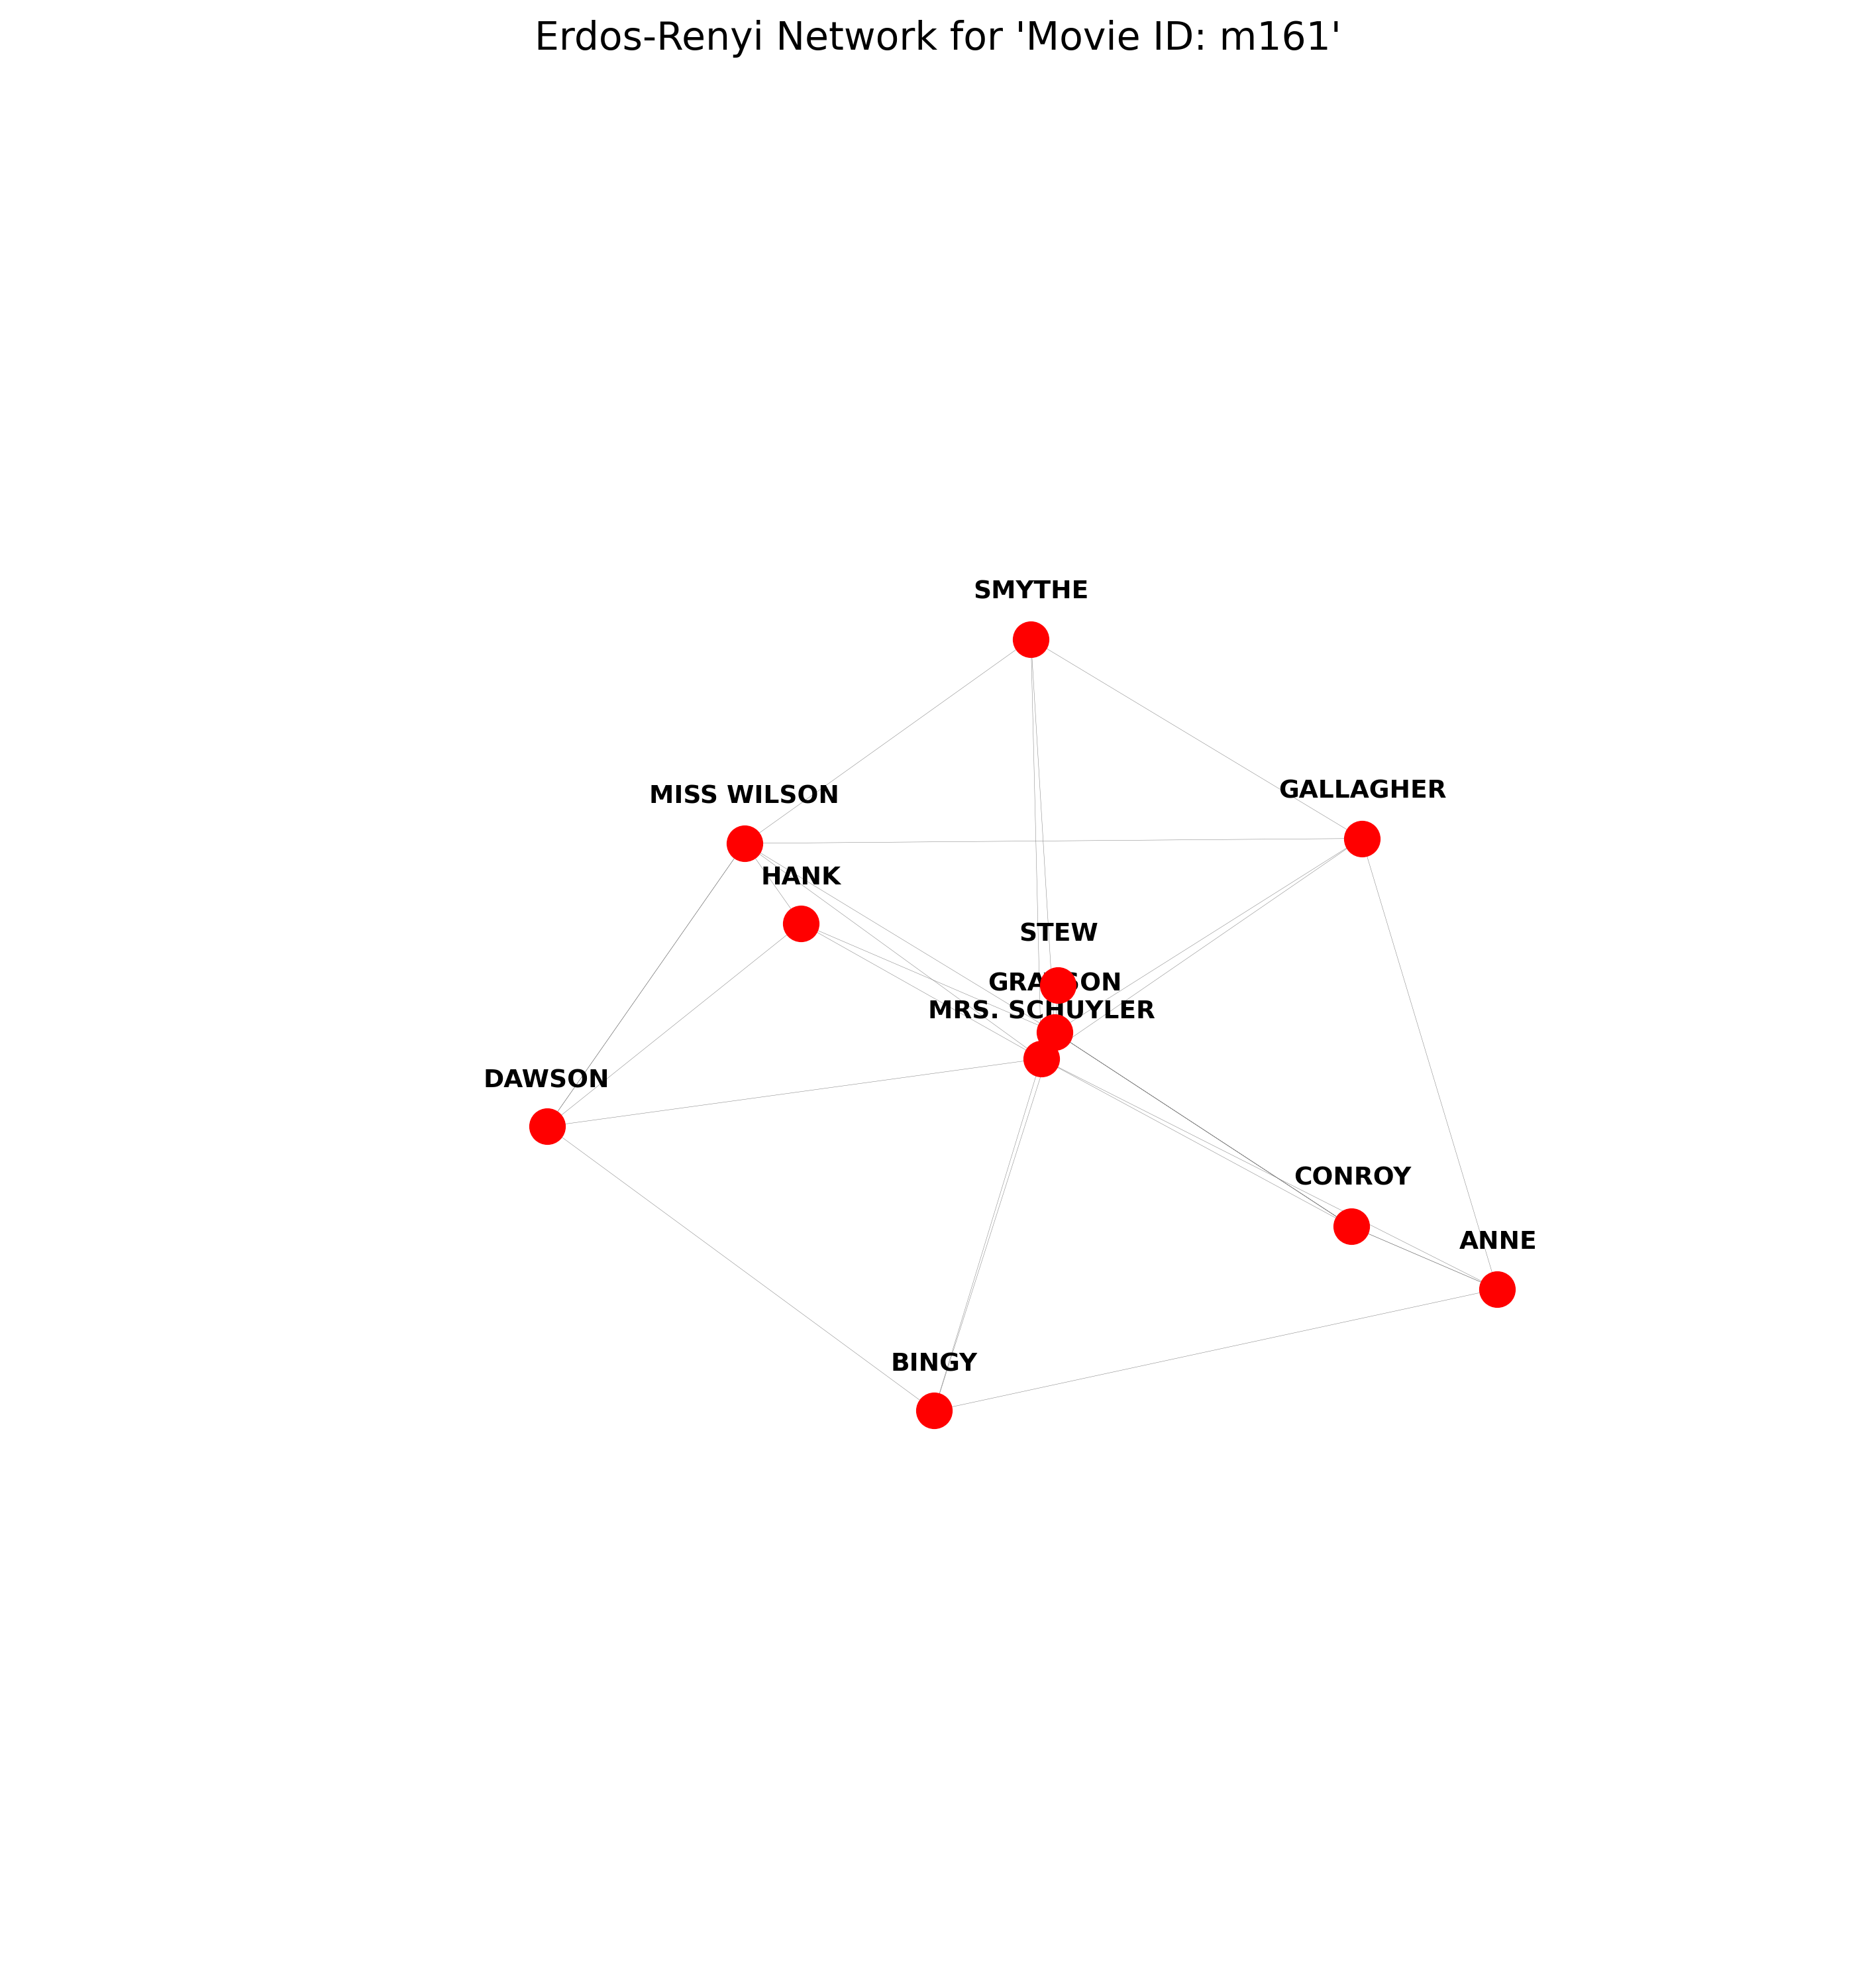 Erdos-Renyi Network for 'Movie ID: m161'
SMYTHE
GALLAGHER
MISS WILSON
HANK
STEW
MRS. SCHUYLER
DAWSON
CONROY
ANNE
BINGY